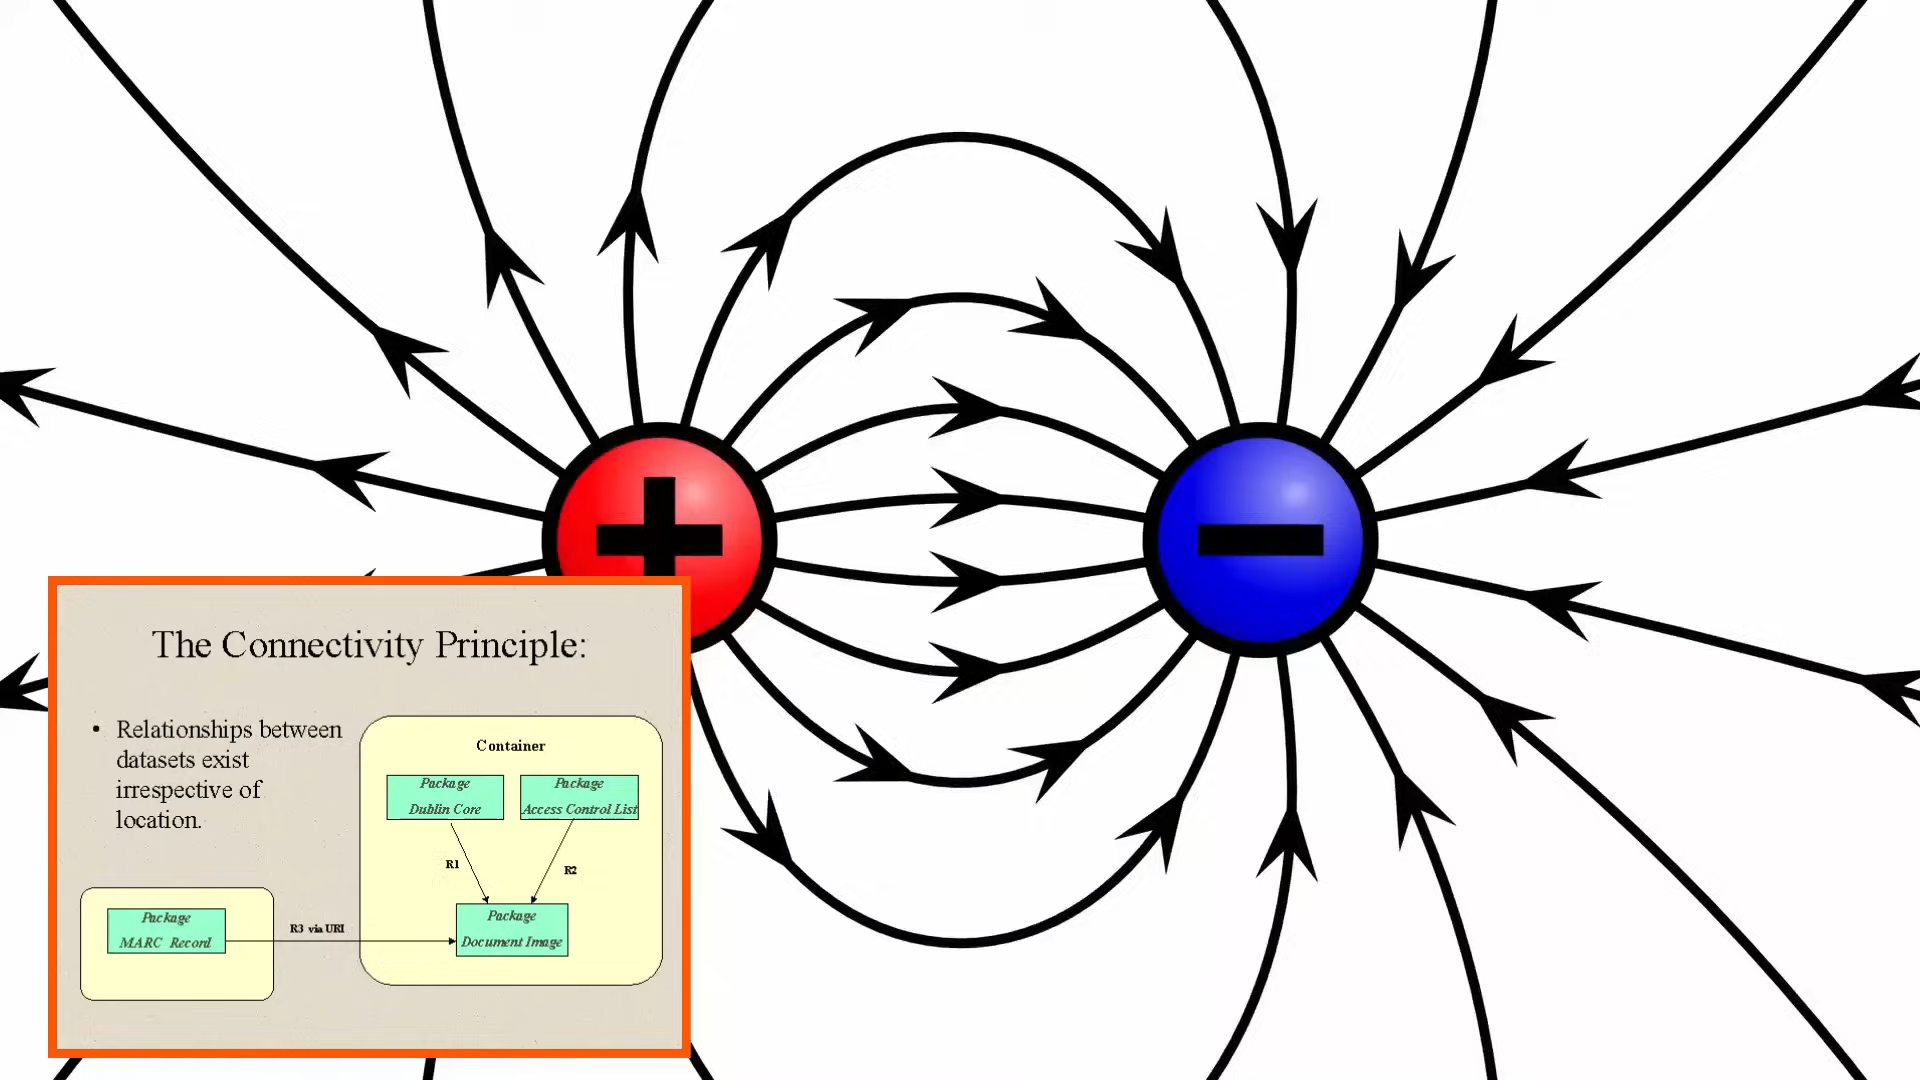 The Connectivity Principle:
• Relationships between
datasets exist
irrespective of
location.
Container
Package
Dublin Core
Package
Access Control List
R1
R2
Package
MARC Record
R3 via URI
Package
Document Image
+
−